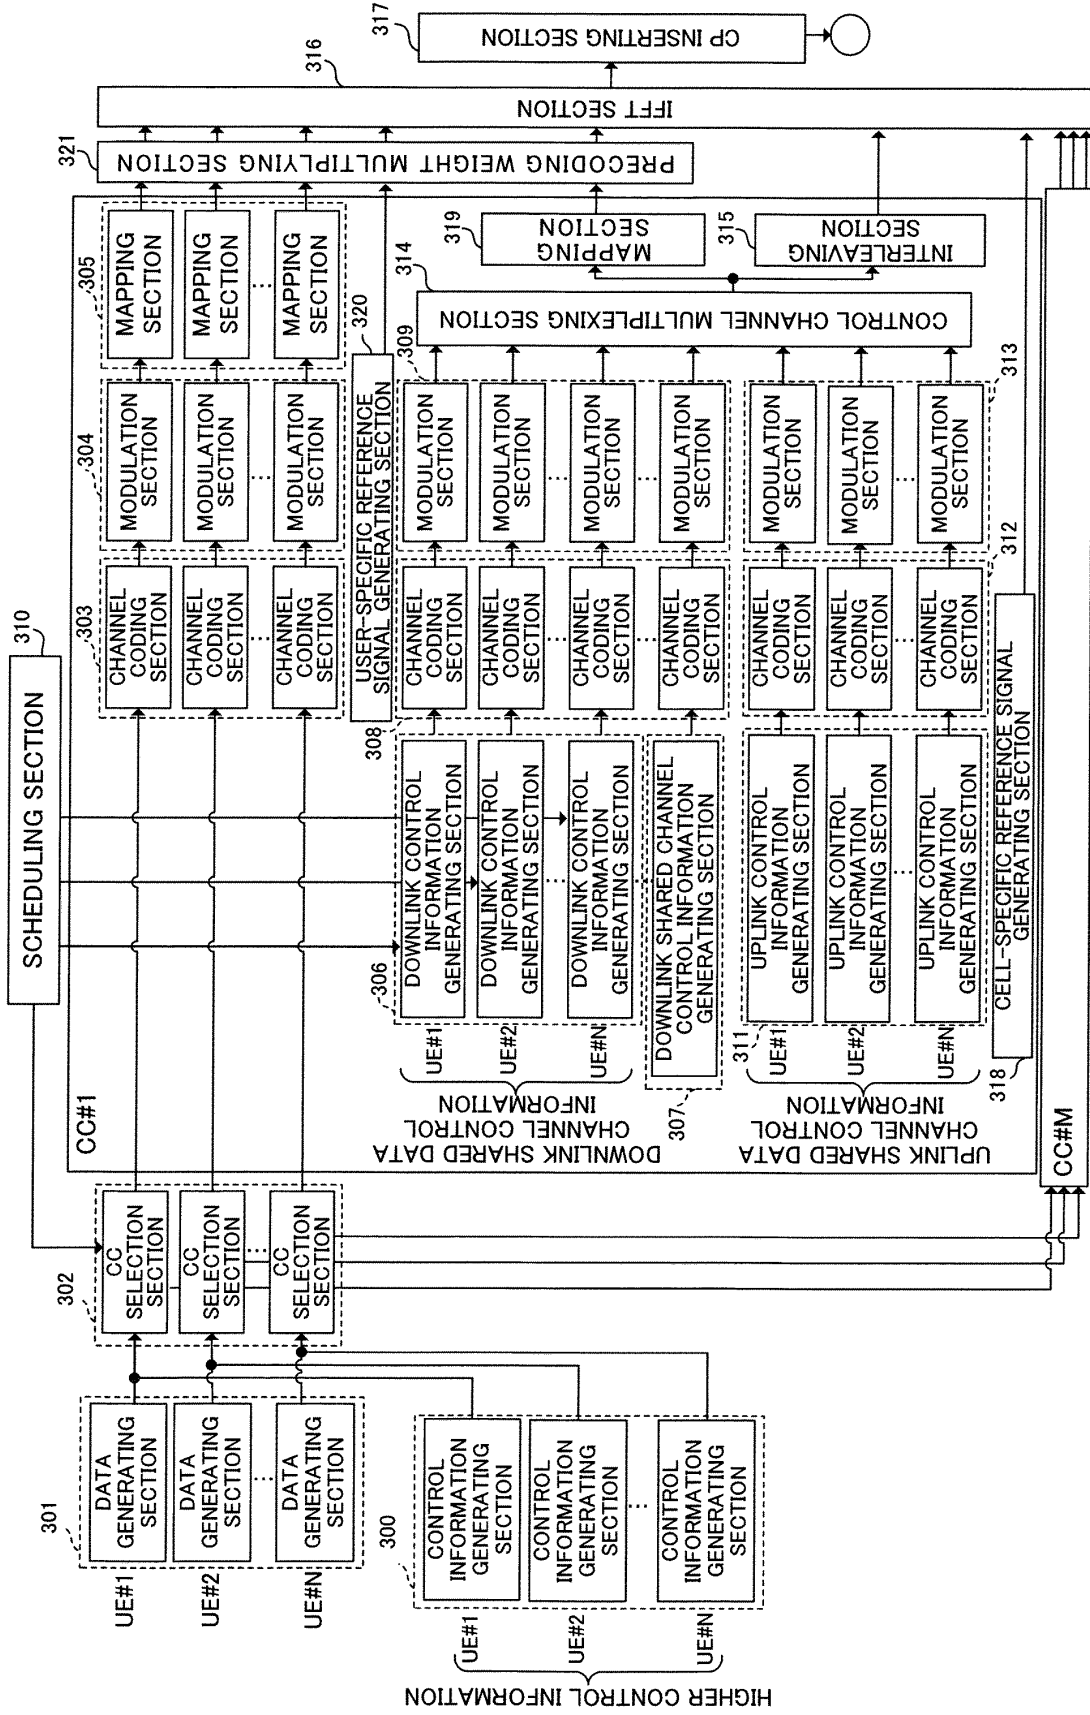 310
SCHEDULING SECTION
317
CP INSERTING SECTION
316
IFFT SECTION
321
PRECODING WEIGHT MULTIPLYING SECTION
CC#1
301
UE#1
DATA
GENERATING
SECTION
UE#2
DATA
GENERATING
SECTION
......
UE#N
DATA
GENERATING
SECTION
302
CC
SELECTION
SECTION
CC
SELECTION
SECTION
......
CC
SELECTION
SECTION
303
CHANNEL
CODING
SECTION
CHANNEL
CODING
SECTION
......
CHANNEL
CODING
SECTION
304
MODULATION
SECTION
MODULATION
SECTION
......
MODULATION
SECTION
305
MAPPING
SECTION
MAPPING
SECTION
......
MAPPING
SECTION
320
USER-SPECIFIC REFERENCE
SIGNAL GENERATING SECTION
300
HIGHER CONTROL INFORMATION
UE#1
CONTROL
INFORMATION
GENERATING
SECTION
UE#2
CONTROL
INFORMATION
GENERATING
SECTION
......
UE#N
CONTROL
INFORMATION
GENERATING
SECTION
DOWNLINK SHARED DATA
CHANNEL CONTROL
INFORMATION
306
UE#1
DOWNLINK CONTROL
INFORMATION
GENERATING SECTION
UE#2
DOWNLINK CONTROL
INFORMATION
GENERATING SECTION
......
UE#N
DOWNLINK CONTROL
INFORMATION
GENERATING SECTION
307
DOWNLINK SHARED CHANNEL
CONTROL INFORMATION
GENERATING SECTION
308
CHANNEL
CODING
SECTION
CHANNEL
CODING
SECTION
......
CHANNEL
CODING
SECTION
......
CHANNEL
CODING
SECTION
309
MODULATION
SECTION
MODULATION
SECTION
......
MODULATION
SECTION
......
MODULATION
SECTION
314
CONTROL CHANNEL MULTIPLEXING SECTION
319
MAPPING
SECTION
315
INTERLEAVING
SECTION
UPLINK SHARED DATA
CHANNEL CONTROL
INFORMATION
311
UE#1
UPLINK CONTROL
INFORMATION
GENERATING SECTION
UE#2
UPLINK CONTROL
INFORMATION
GENERATING SECTION
......
UE#N
UPLINK CONTROL
INFORMATION
GENERATING SECTION
312
CHANNEL
CODING
SECTION
CHANNEL
CODING
SECTION
......
CHANNEL
CODING
SECTION
313
MODULATION
SECTION
MODULATION
SECTION
......
MODULATION
SECTION
318
CELL-SPECIFIC REFERENCE SIGNAL
GENERATING SECTION
CC#M